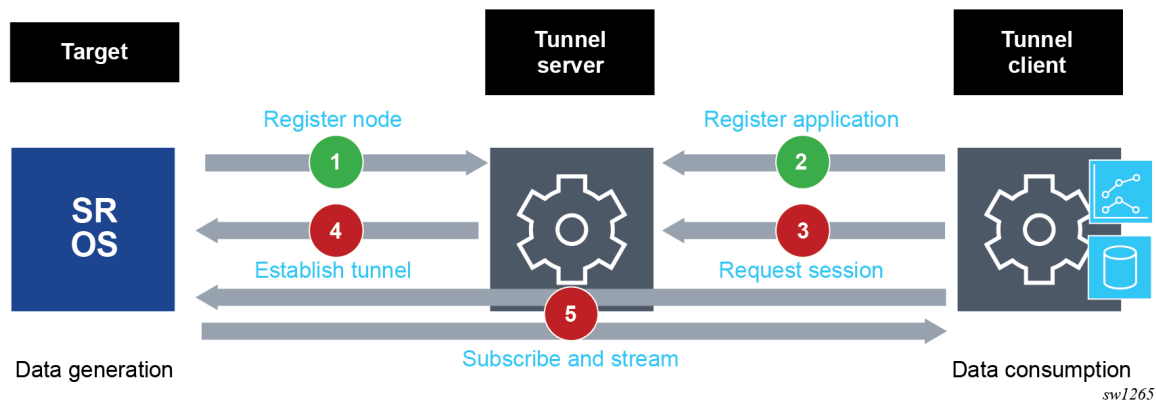 Target
Tunnel
server
Tunnel
client
Register node
Register application
1
2
SR
OS
4
3
Establish tunnel
Request session
5
Subscribe and stream
Data generation
Data consumption
sw1265